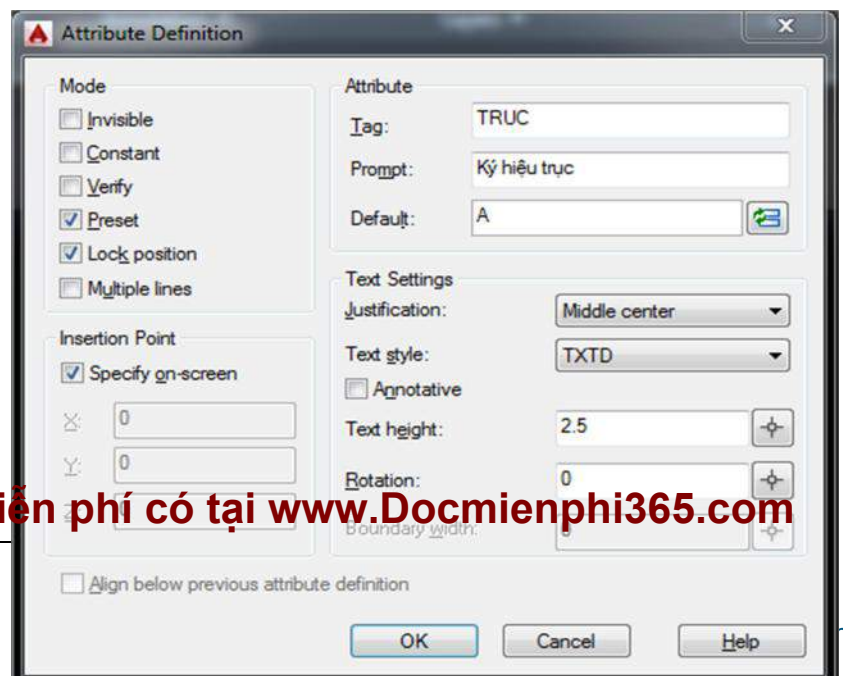 Attribute Definition
Mode
Invisible
Constant
Verify
Preset
Lock position
Multiple lines
Insertion Point
Specify on-screen
X: 0
Y: 0
Attribute
Tag: TRUC
Prompt: Ký hiệu trục
Default: A
Text Settings
Justification: Middle center
Text style: TXTD
Annotative
Text height: 2.5
Rotation: 0
phí có tại www.Docmienphi365.com
Boundary width:
Align below previous attribute definition
OK Cancel Help